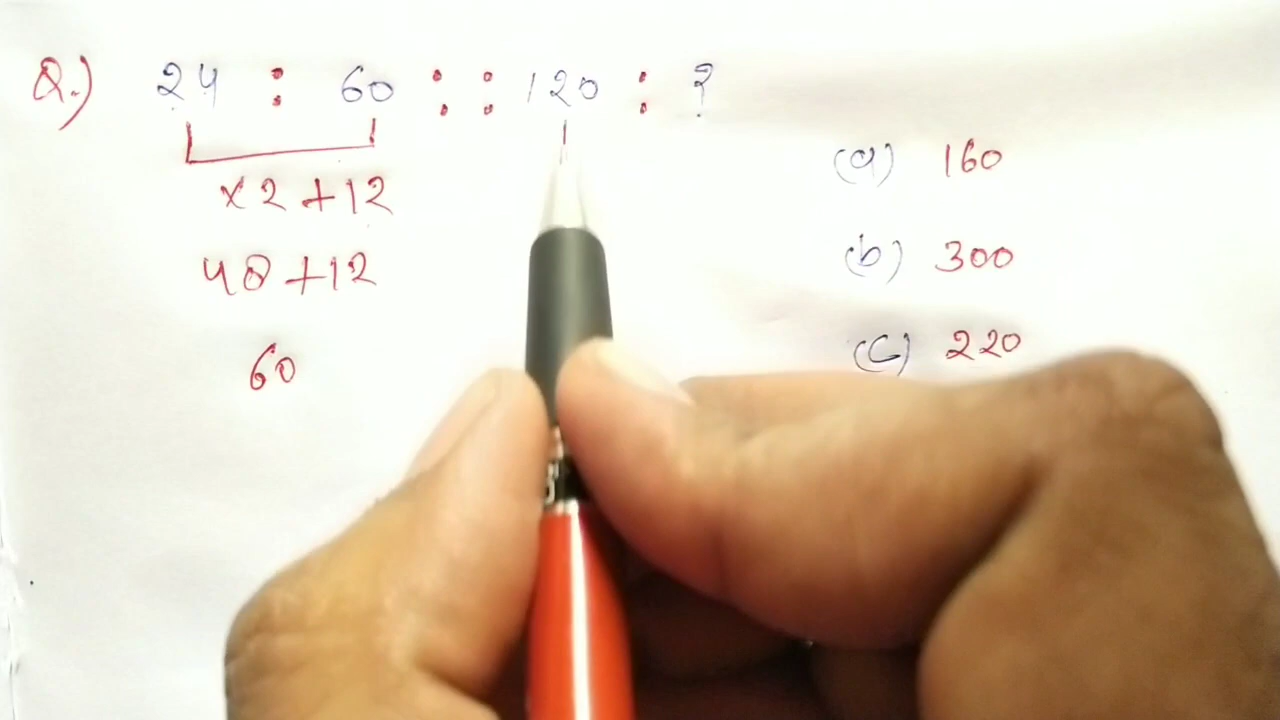 Q.) 24 : 60 : : 120 : ?
×2+12
(a) 160
48+12
(b) 300
60
(c) 220